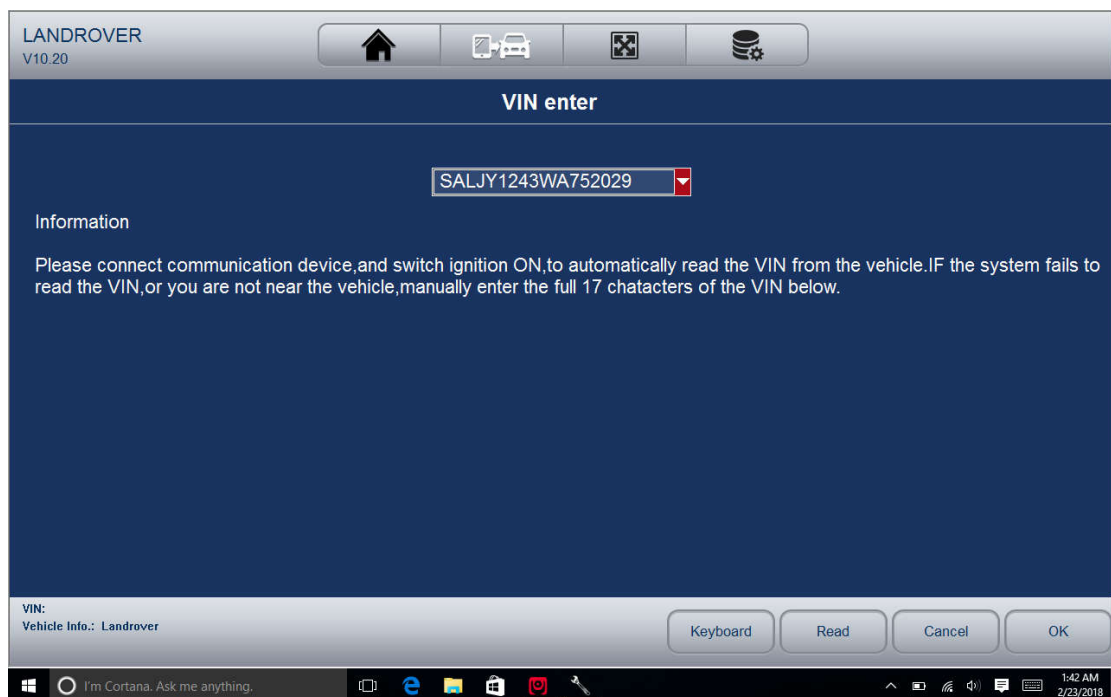 LANDROVER
V10.20
VIN enter
SALJY1243WA752029
Information
Please connect communication device,and switch ignition ON,to automatically read the VIN from the vehicle.IF the system fails to
read the VIN,or you are not near the vehicle,manually enter the full 17 chatacters of the VIN below.
VIN:
Vehicle Info.: Landrover
Keyboard
Read
Cancel
OK
I'm Cortana. Ask me anything.
1:42 AM
2/23/2018